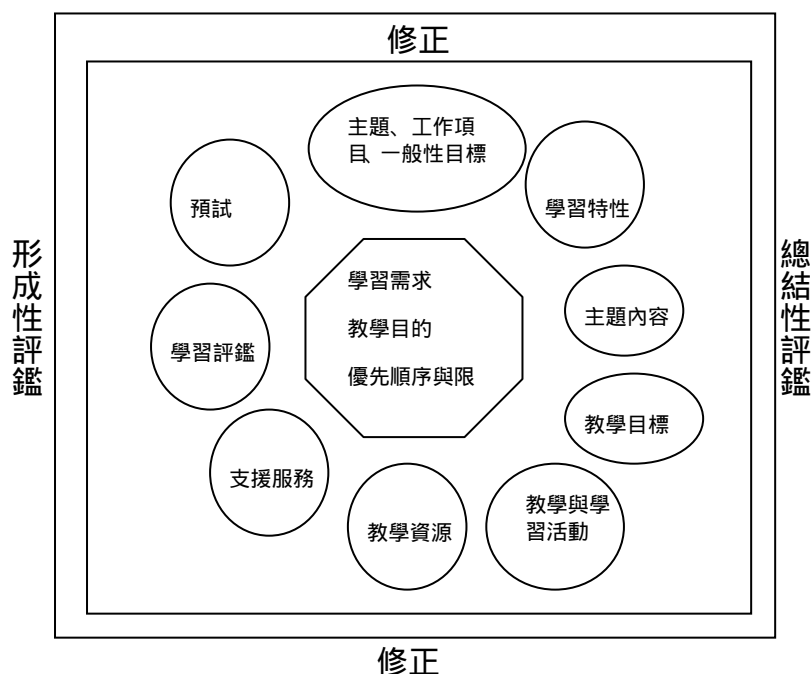 修正
主題、工作項
目、一般性目標
預試
學習特性
形成性評鑑
總結性評鑑
學習需求
教學目的
優先順序與限
主題內容
學習評鑑
教學目標
支援服務
教學資源
教學與學
習活動
修正